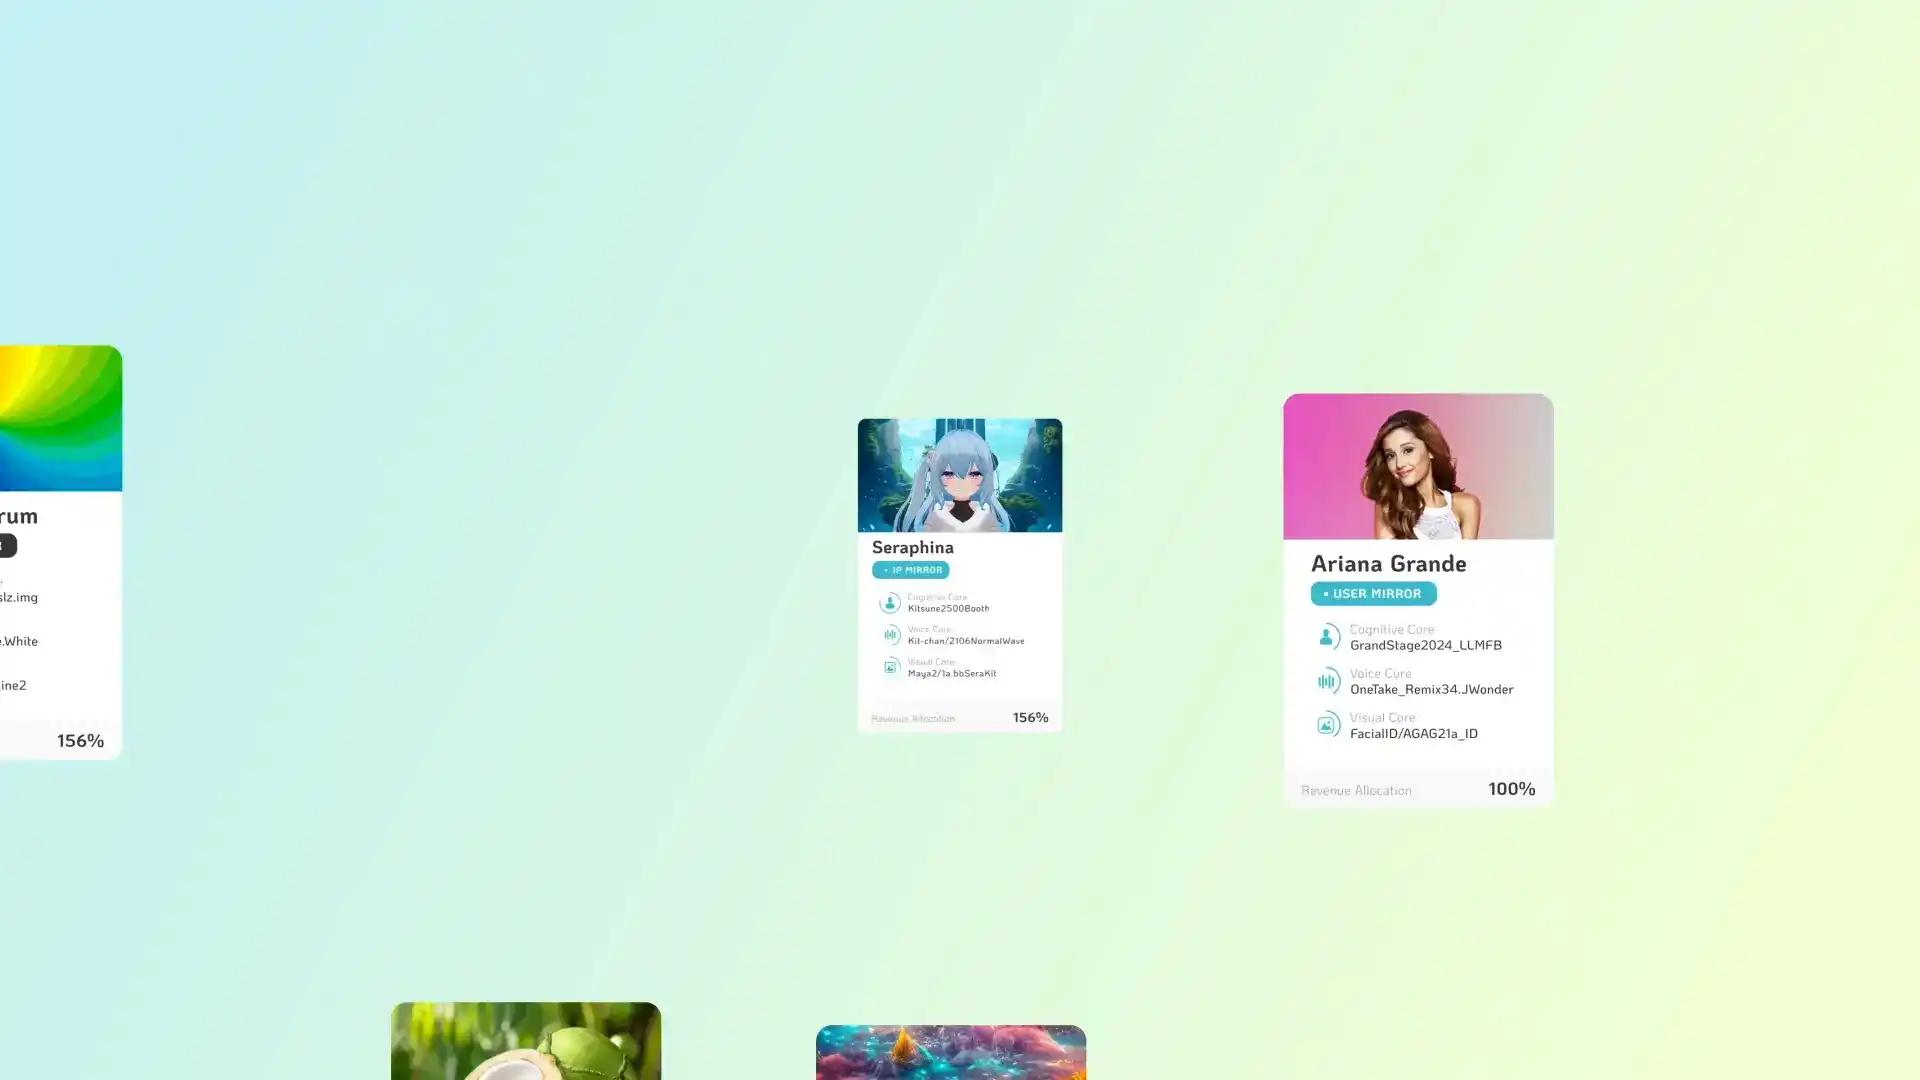 rum
slz.img
.White
ine2
156%
Seraphina
• IP MIRROR
Cognitive Core
Kitsune2500Booth
Voice Core
Kit-chan/2106NormalWave
Visual Core
Maya2/1a.bbSeraKit
Revenue Allocation
156%
Ariana Grande
• USER MIRROR
Cognitive Core
GrandStage2024_LLMFB
Voice Core
OneTake_Remix34.JWonder
Visual Core
FacialID/AGAG21a_ID
Revenue Allocation
100%